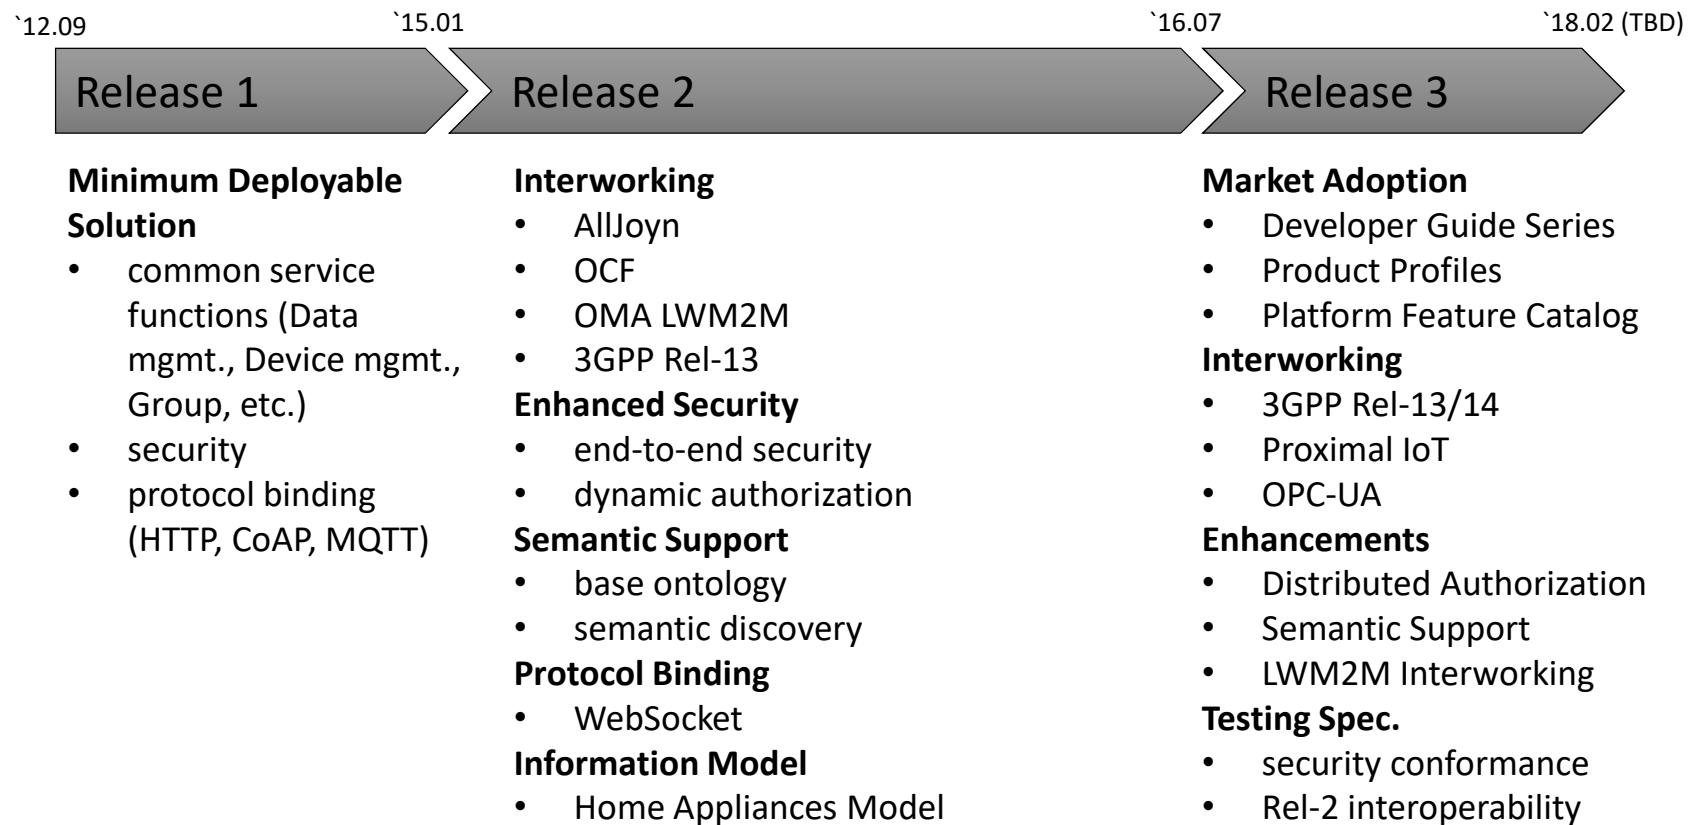 `12.09
`15.01
`16.07
`18.02 (TBD)
Release 1
Release 2
Release 3
Minimum Deployable
Solution
• common service
functions (Data
mgmt., Device mgmt.,
Group, etc.)
• security
• protocol binding
(HTTP, CoAP, MQTT)
Interworking
• AllJoyn
• OCF
• OMA LWM2M
• 3GPP Rel-13
Enhanced Security
• end-to-end security
• dynamic authorization
Semantic Support
• base ontology
• semantic discovery
Protocol Binding
• WebSocket
Information Model
• Home Appliances Model
Market Adoption
• Developer Guide Series
• Product Profiles
• Platform Feature Catalog
Interworking
• 3GPP Rel-13/14
• Proximal IoT
• OPC-UA
Enhancements
• Distributed Authorization
• Semantic Support
• LWM2M Interworking
Testing Spec.
• security conformance
• Rel-2 interoperability